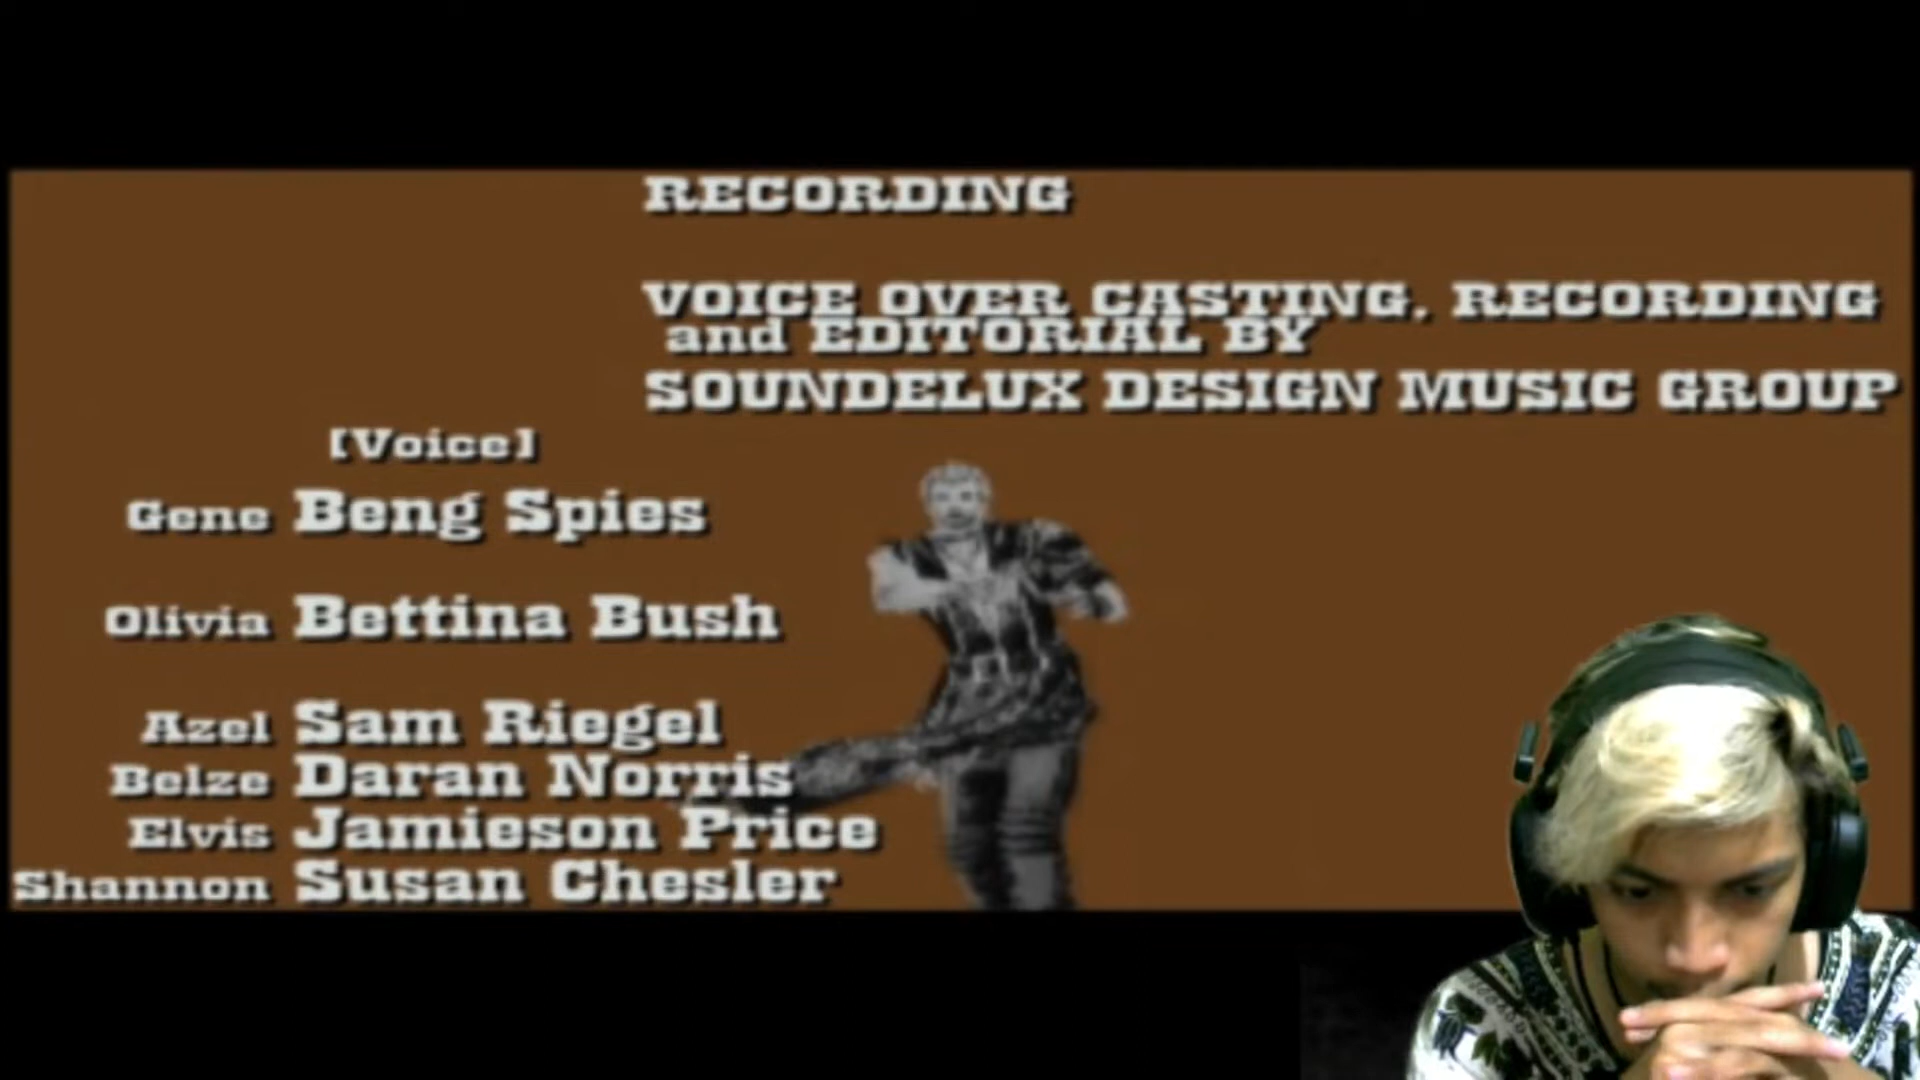 RECORDING
VOICE OVER CASTING. RECORDING
and EDITORIAL BY
SOUNDELUX DESIGN MUSIC GROUP
[Voice]
Gene Beng Spies
Olivia Bettina Bush
Azel Sam Riegel
Belze Daran Norris
Elvis Jamieson Price
Shannon Susan Chesler